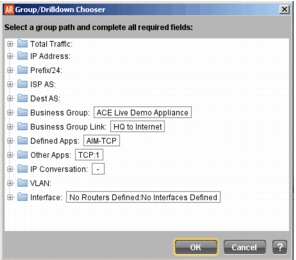 AR Group/Drilldown Chooser
Select a group path and complete all required fields:
Total Traffic:
IP Address:
Prefix/24:
ISP AS:
Dest AS:
Business Group: ACE Live Demo Appliance
Business Group Link: HQ to Internet
Defined Apps: AIM-TCP
Other Apps: TCP:1
IP Conversation: -
VLAN:
Interface: No Routers Defined:No Interfaces Defined
OK Cancel ?